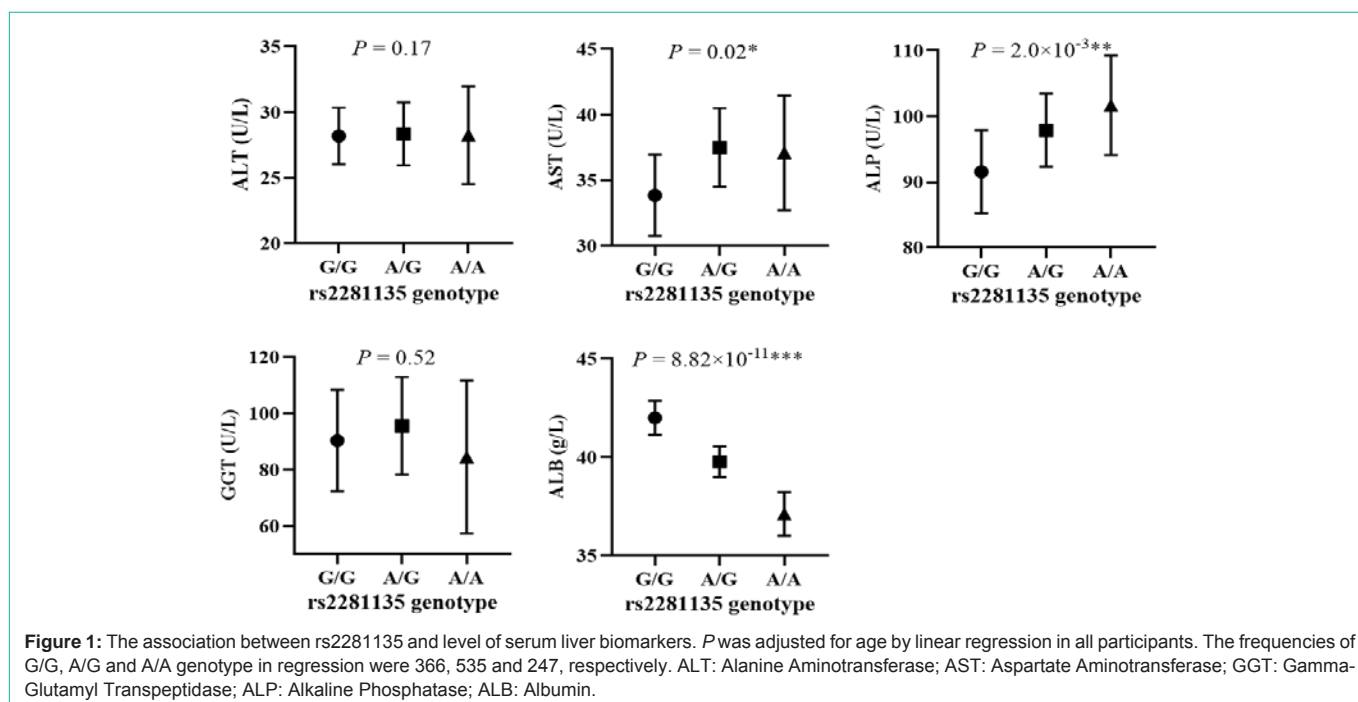 P = 0.17
35
30
25
20
ALT (U/L)
G/G A/G A/A
rs2281135 genotype
P = 0.02*
45
40
35
30
AST (U/L)
G/G A/G A/A
rs2281135 genotype
P = 2.0×10⁻³**
110
100
90
80
ALP (U/L)
G/G A/G A/A
rs2281135 genotype
P = 0.52
120
100
80
60
GGT (U/L)
G/G A/G A/A
rs2281135 genotype
P = 8.82×10⁻¹¹***
45
40
35
ALB (g/L)
G/G A/G A/A
rs2281135 genotype
Figure 1: The association between rs2281135 and level of serum liver biomarkers. P was adjusted for age by linear regression in all participants. The frequencies of
G/G, A/G and A/A genotype in regression were 366, 535 and 247, respectively. ALT: Alanine Aminotransferase; AST: Aspartate Aminotransferase; GGT: Gamma-
Glutamyl Transpeptidase; ALP: Alkaline Phosphatase; ALB: Albumin.